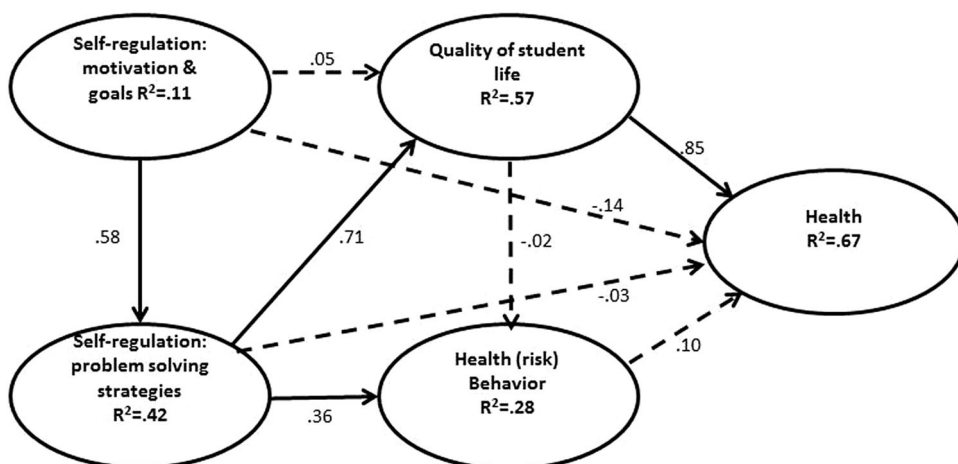 Self-regulation:
motivation &
goals R²=.11
.05
Quality of student
life
R²=.57
.85
-.14
Health
R²=.67
.58
.71
-.02
-.03
Self-regulation:
problem solving
strategies
R²=.42
.36
Health (risk)
Behavior
R²=.28
.10